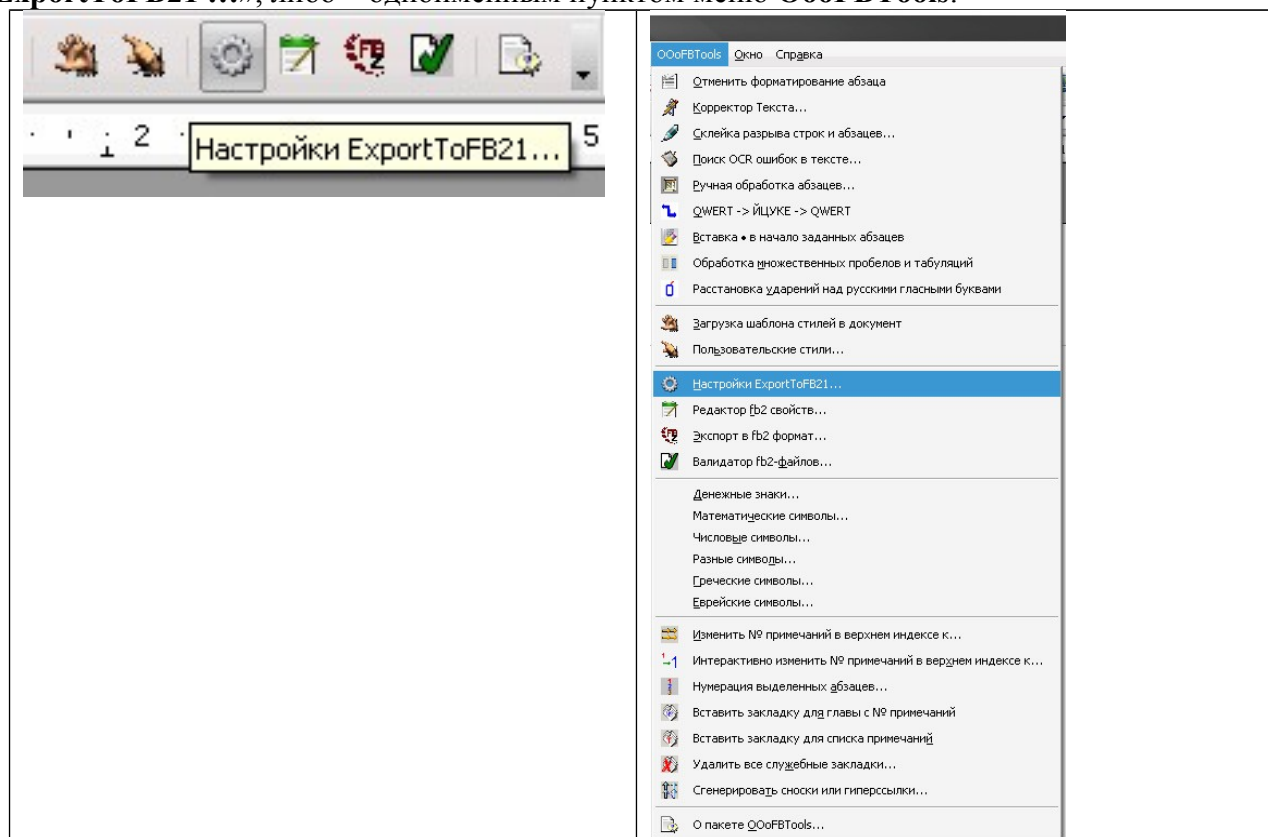 ExportToFB21 …», либо – одноименным пунктом меню OOoFBTools.
2
5
Настройки ExportToFB21...
OOoFBTools Окно Справка
Отменить форматирование абзаца
Корректор Текста...
Склейка разрыва строк и абзацев...
Поиск OCR ошибок в тексте...
Ручная обработка абзацев...
QWERT -> ЙЦУКЕ -> QWERT
Вставка • в начало заданных абзацев
Обработка множественных пробелов и табуляций
Расстановка ударений над русскими гласными буквами
Загрузка шаблона стилей в документ
Пользовательские стили...
Настройки ExportToFB21...
Редактор fb2 свойств...
Экспорт в fb2 формат...
Валидатор fb2-файлов...
Денежные знаки...
Математические символы...
Числовые символы...
Разные символы...
Греческие символы...
Еврейские символы...
Изменить № примечаний в верхнем индексе к...
Интерактивно изменить № примечаний в верхнем индексе к...
Нумерация выделенных абзацев...
Вставить закладку для главы с № примечаний
Вставить закладку для списка примечаний
Удалить все служебные закладки...
Сгенерировать сноски или гиперссылки...
О пакете OOoFBTools...